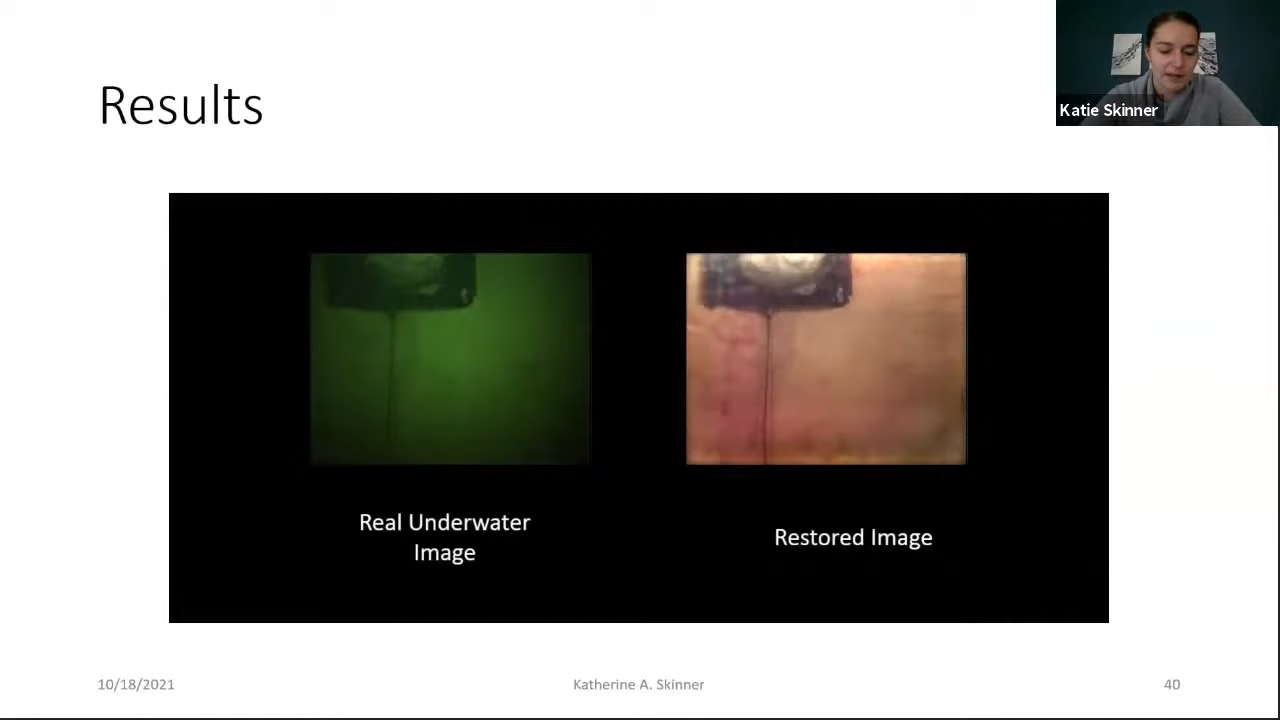 Results
Katie Skinner
Real Underwater
Image
Restored Image
10/18/2021
Katherine A. Skinner
40